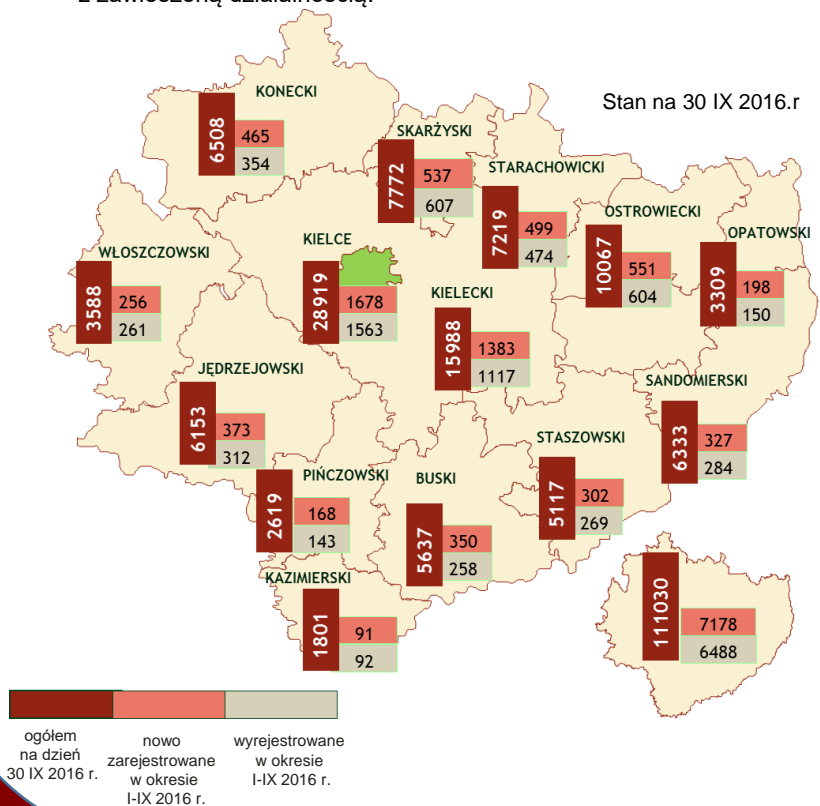 z zawieszoną działalnością.
Stan na 30 IX 2016.r
KONECKI
6508
465
354
SKARŻYSKI
7772
537
607
STARACHOWICKI
7219
499
474
OSTROWIECKI
10067
551
604
OPATOWSKI
3309
198
150
WŁOSZCZOWSKI
3588
256
261
KIELCE
28919
1678
1563
KIELECKI
15988
1383
1117
JĘDRZEJOWSKI
6153
373
312
SANDOMIERSKI
6333
327
284
STASZOWSKI
5117
302
269
PIŃCZOWSKI
2619
168
143
BUSKI
5637
350
258
KAZIMIERSKI
1801
91
92
111030
7178
6488
ogółem
na dzień
30 IX 2016 r.
nowo
zarejestrowane
w okresie
I-IX 2016 r.
wyrejestrowane
w okresie
I-IX 2016 r.